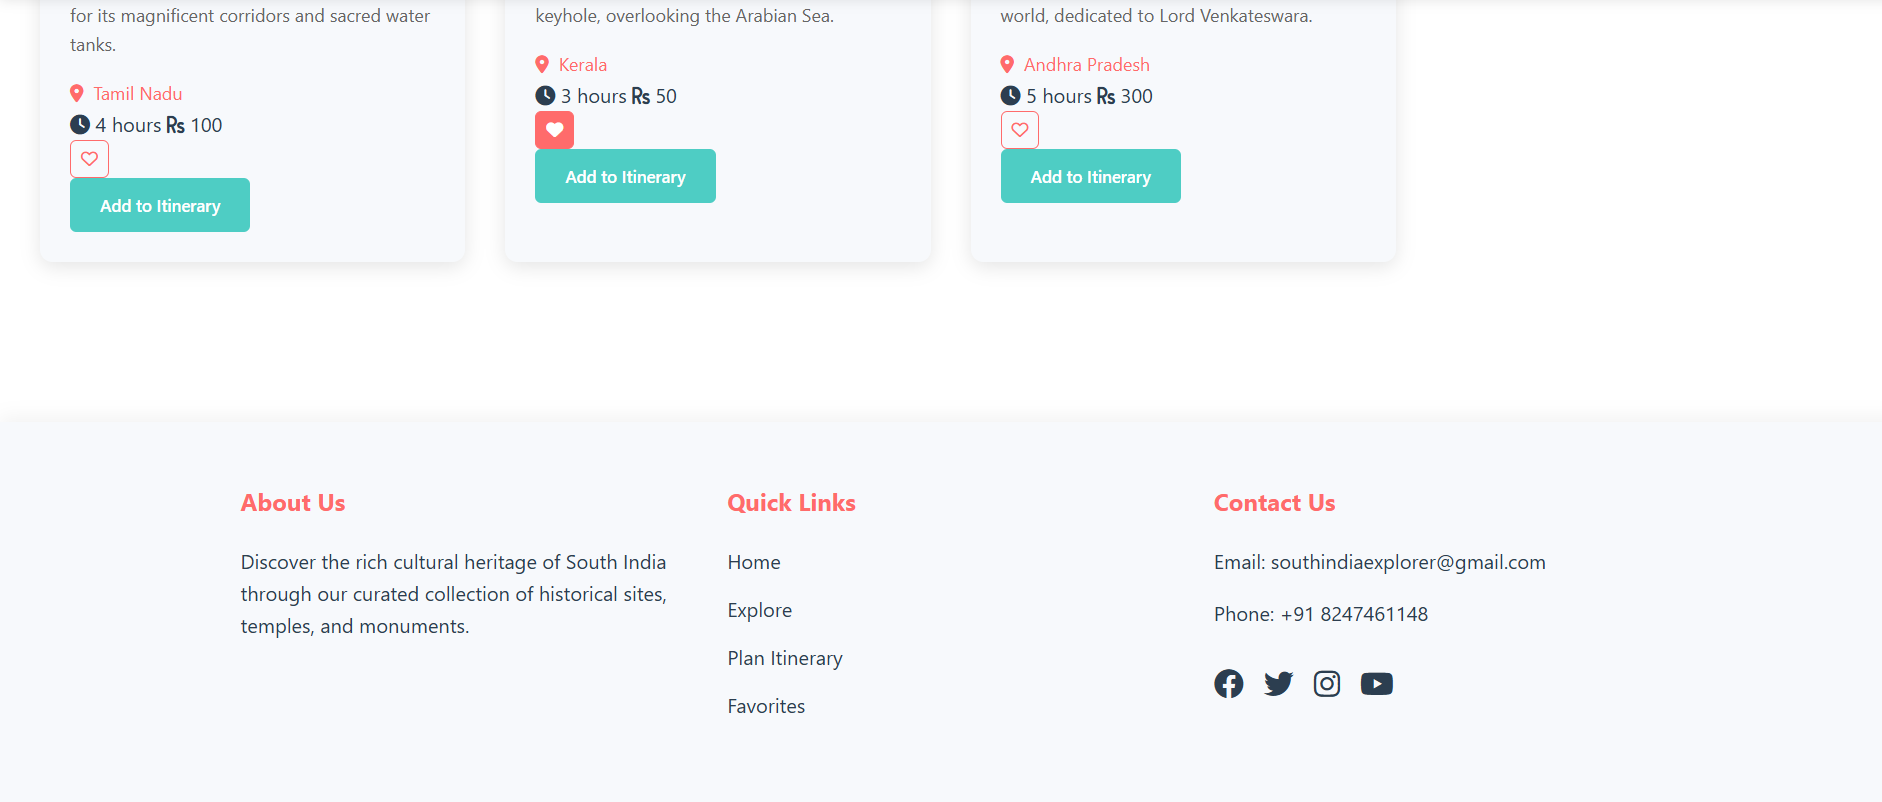 for its magnificent corridors and sacred water
tanks.
Tamil Nadu
4 hours Rs 100
Add to Itinerary
keyhole, overlooking the Arabian Sea.
Kerala
3 hours Rs 50
Add to Itinerary
world, dedicated to Lord Venkateswara.
Andhra Pradesh
5 hours Rs 300
Add to Itinerary
About Us
Discover the rich cultural heritage of South India
through our curated collection of historical sites,
temples, and monuments.
Quick Links
Home
Explore
Plan Itinerary
Favorites
Contact Us
Email: southindiaexplorer@gmail.com
Phone: +91 8247461148